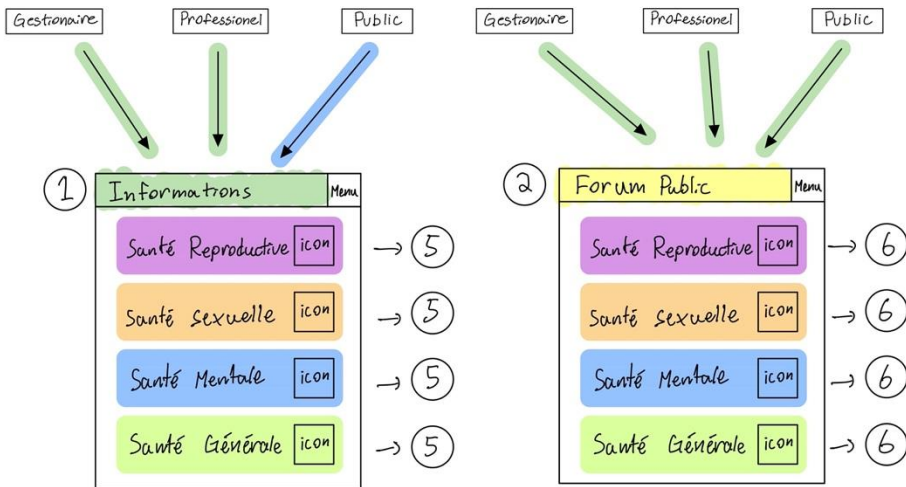 Gestionaire
Professionel
Public
1
Informations
Menu
Santé Reproductive
icon
5
Santé sexuelle
icon
5
Santé Mentale
icon
5
Santé Générale
icon
5
Gestionaire
Professionel
Public
2
Forum Public
Menu
Santé Reproductive
icon
6
Santé sexuelle
icon
6
Santé Mentale
icon
6
Santé Générale
icon
6